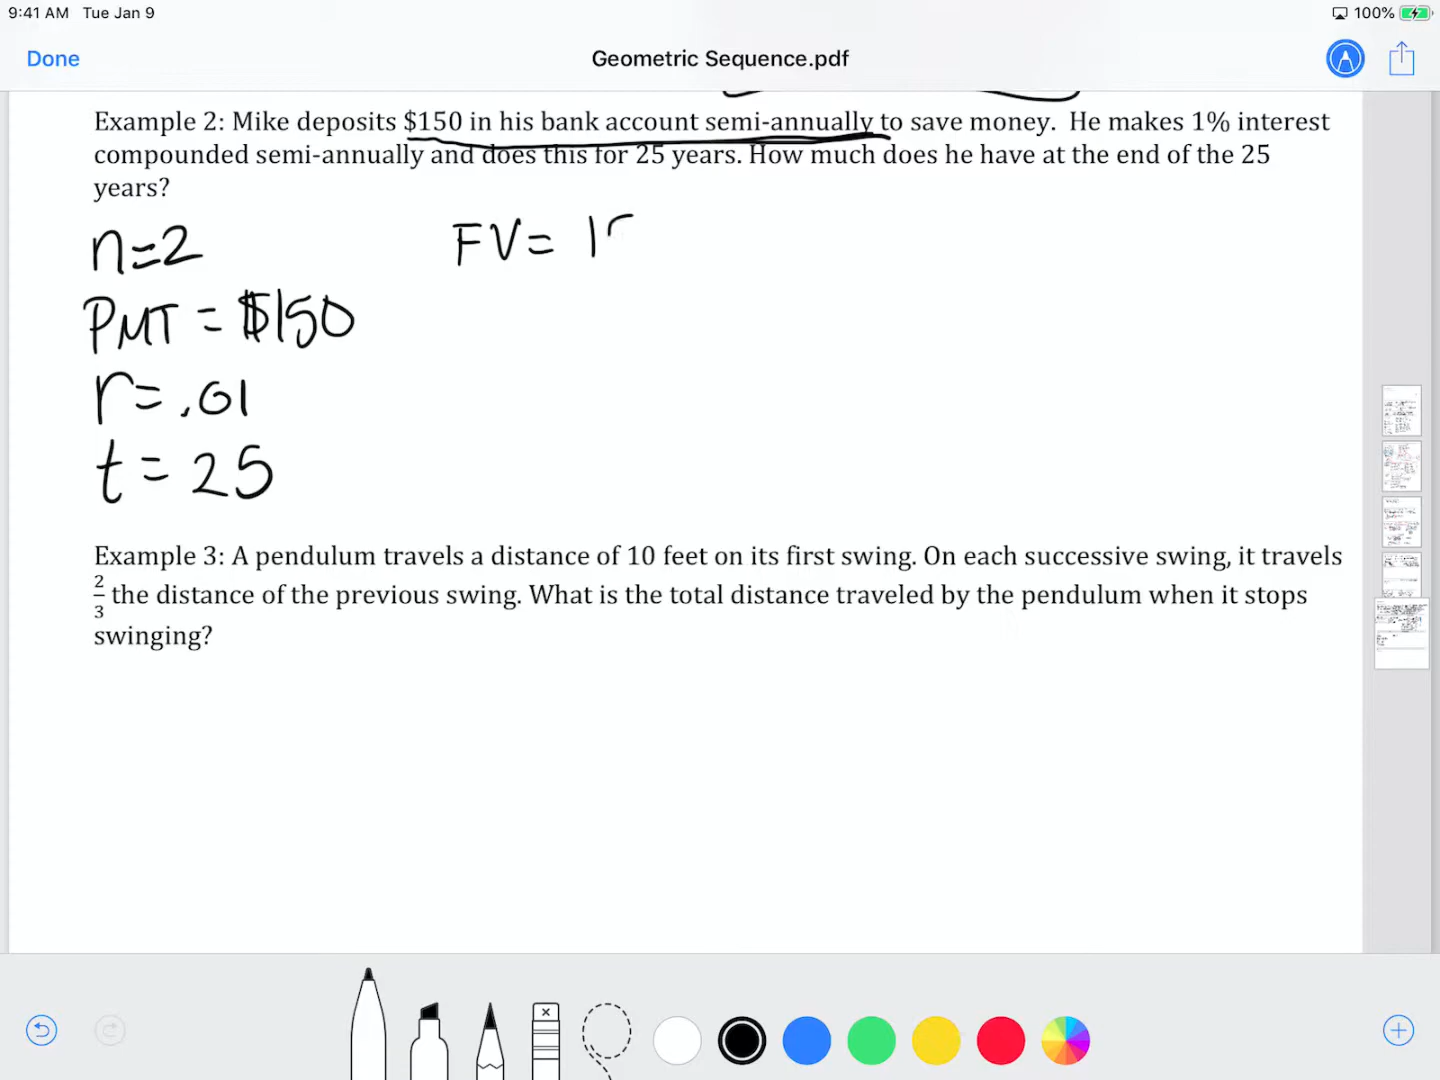 9:41 AM Tue Jan 9
100%
Done
Geometric Sequence.pdf
Example 2: Mike deposits $150 in his bank account semi-annually to save money. He makes 1% interest
compounded semi-annually and does this for 25 years. How much does he have at the end of the 25
years?
n=2
FV= 1
PMT = $150
r= .01
t = 25
Example 3: A pendulum travels a distance of 10 feet on its first swing. On each successive swing, it travels
2/3 the distance of the previous swing. What is the total distance traveled by the pendulum when it stops
swinging?